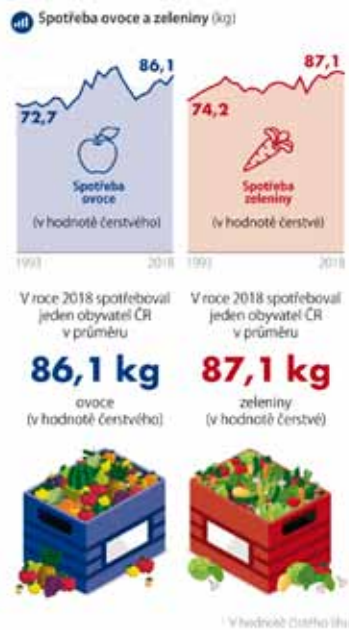 Spotřeba ovoce a zeleniny (kg)
86,1
72,7
Spotřeba
ovoce
(v hodnotě čerstvého)
1993 2018
87,1
74,2
Spotřeba
zeleniny
(v hodnotě čerstvé)
1993 2018
V roce 2018 spotřeboval
jeden obyvatel ČR
v průměru
86,1 kg
ovoce
(v hodnotě čerstvého)
V roce 2018 spotřeboval
jeden obyvatel ČR
v průměru
87,1 kg
zeleniny
(v hodnotě čerstvé)
V hodnotě čistého